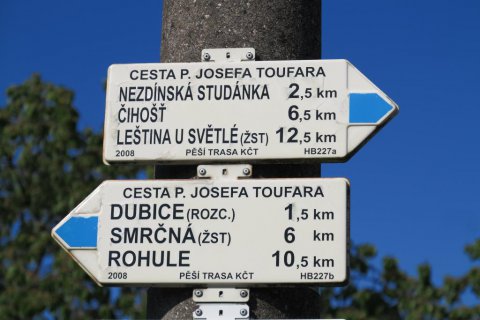 CESTA P. JOSEFA TOUFARA
NEZDÍNSKÁ STUDÁNKA 2,5 km
ČIHOŠŤ 6,5 km
LEŠTINA U SVĚTLÉ (ŽST) 12,5 km
2008 PĚŠÍ TRASA KČT HB227a
CESTA P. JOSEFA TOUFARA
DUBICE (ROZC.) 1,5 km
SMRČNÁ (ŽST) 6 km
ROHULE 10,5 km
2008 PĚŠÍ TRASA KČT HB227b